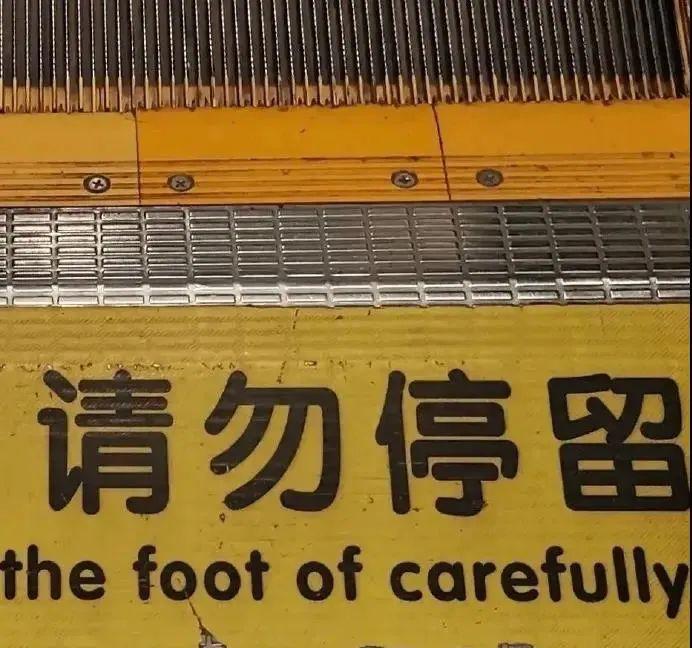 请勿停留
the foot of carefully